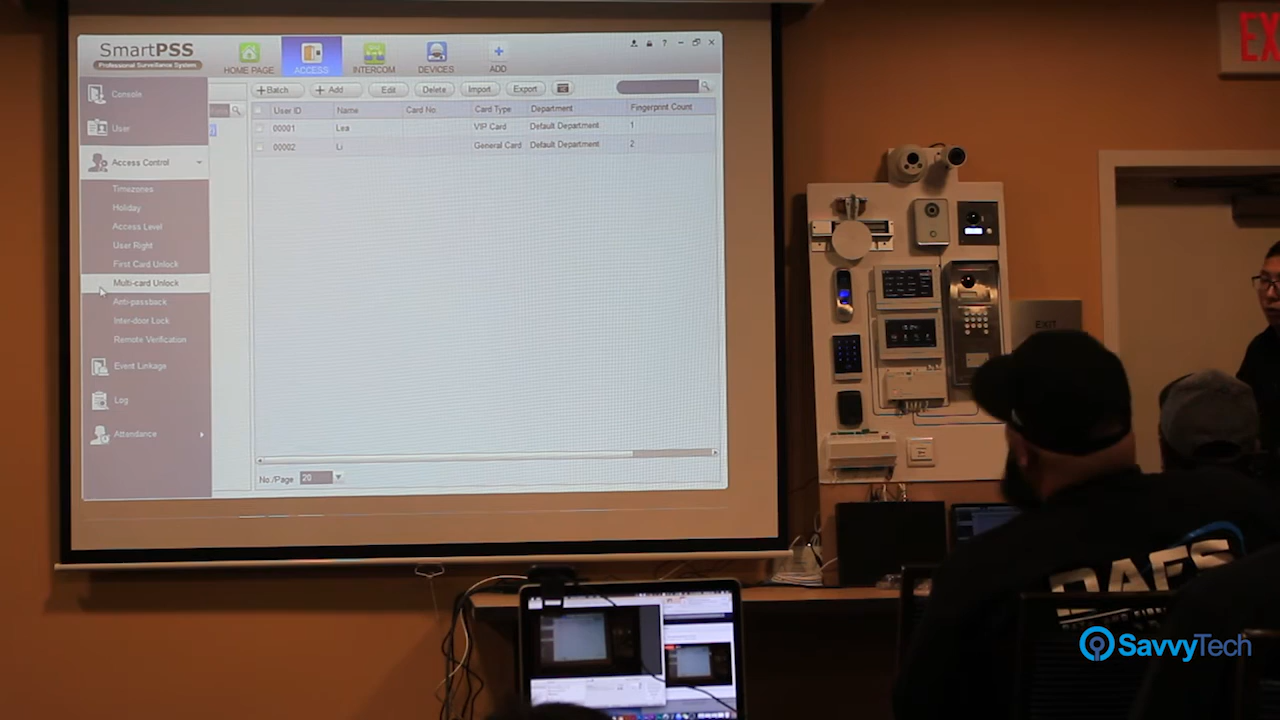 SmartPSS
Professional Surveillance System
HOME PAGE
ACCESS
INTERCOM
DEVICES
ADD
?
EX
Console
User
Access Control
Timezones
Holiday
Access Level
User Right
First Card Unlock
Multi-card Unlock
Anti-passback
Inter-door Lock
Remote Verification
Event Linkage
Log
Attendance
+ Batch
+ Add
Edit
Delete
Import
Export
User ID Name Card No. Card Type Department Fingerprint Count
00001 Lea VIP Card Default Department 1
00002 Li General Card Default Department 2
No./Page 20
EXIT
DAES
SavvyTech